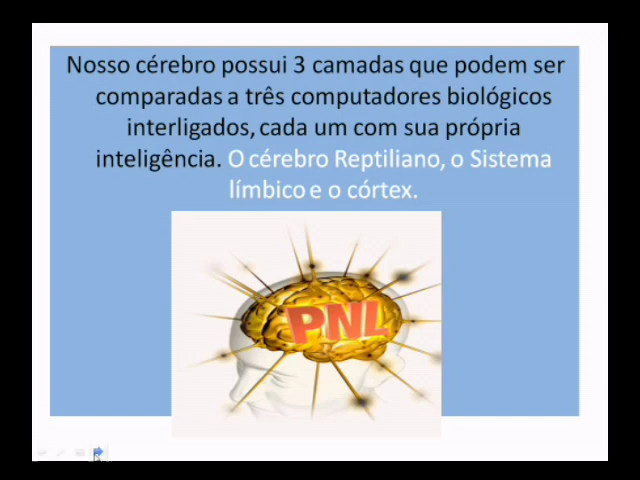 Nosso cérebro possui 3 camadas que podem ser
comparadas a três computadores biológicos
interligados, cada um com sua própria
inteligência. O cérebro Reptiliano, o Sistema
límbico e o córtex.
PNL